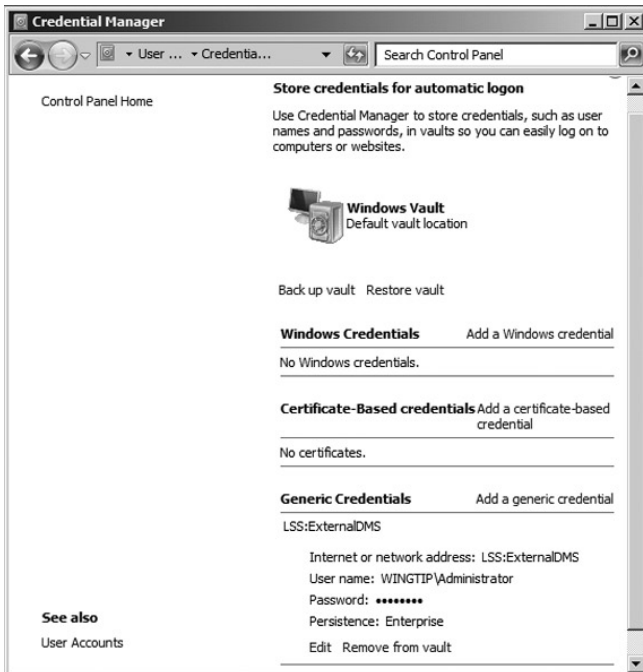 Credential Manager
User ... Credentia...
Search Control Panel
Control Panel Home
Store credentials for automatic logon
Use Credential Manager to store credentials, such as user
names and passwords, in vaults so you can easily log on to
computers or websites.
Windows Vault
Default vault location
Back up vault Restore vault
Windows Credentials Add a Windows credential
No Windows credentials.
Certificate-Based credentials Add a certificate-based
credential
No certificates.
Generic Credentials Add a generic credential
LSS:ExternalDMS
Internet or network address: LSS:ExternalDMS
User name: WINGTIP\Administrator
Password: ••••••••
Persistence: Enterprise
Edit Remove from vault
See also
User Accounts